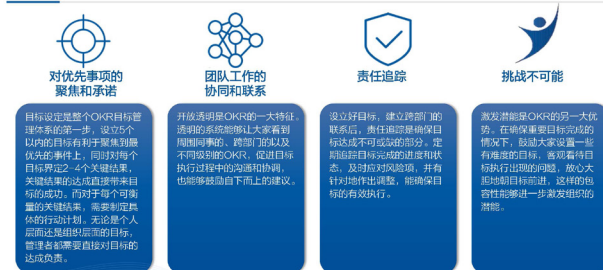 对优先事项的
聚焦和承诺
目标设定是整个OKR目标管
理体系的第一步，设立5个
以内的目标有利于聚焦到最
优先的事件上，同时对每个
目标界定2-4个关键结果，
关键结果的达成直接带来目
标的成功。而对于每个可衡
量的关键结果，需要制定具
体的行动计划。无论是个人
层面还是组织层面的目标，
管理者都需要直接对目标的
达成负责。
团队工作的
协同和联系
开放透明是OKR的一大特征。
透明的系统能够让大家看到
周围同事的、跨部门的以及
不同级别的OKR，促进目标
执行过程中的沟通和协调，
也能够鼓励自下而上的建议。
责任追踪
设立好目标，建立跨部门的
联系后，责任追踪是确保目
标达成不可或缺的部分。定
期追踪目标完成的进度和状
态，及时应对风险项，并有
针对地作出调整，能确保目
标的有效执行。
挑战不可能
激发潜能是OKR的另一大优
势。在确保重要目标完成的
情况下，鼓励大家设置一些
有难度的目标，客观看待目
标执行出现的问题，放心大
胆地朝目标前进，这样的包
容性能够进一步激发组织的
潜能。